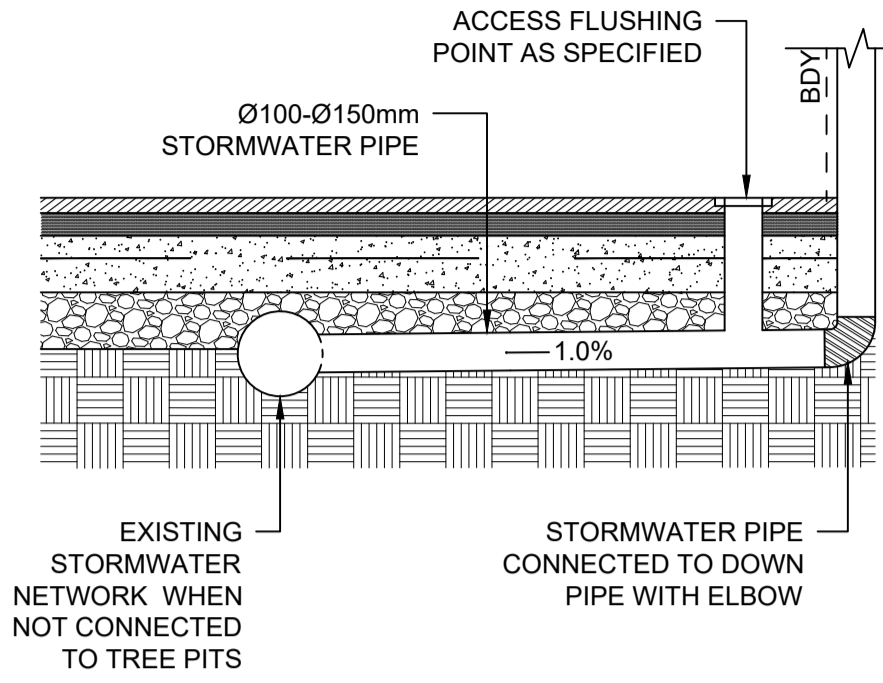 ACCESS FLUSHING
POINT AS SPECIFIED
BDY
Ø100-Ø150mm
STORMWATER PIPE
1.0%
EXISTING
STORMWATER
NETWORK WHEN
NOT CONNECTED
TO TREE PITS
STORMWATER PIPE
CONNECTED TO DOWN
PIPE WITH ELBOW